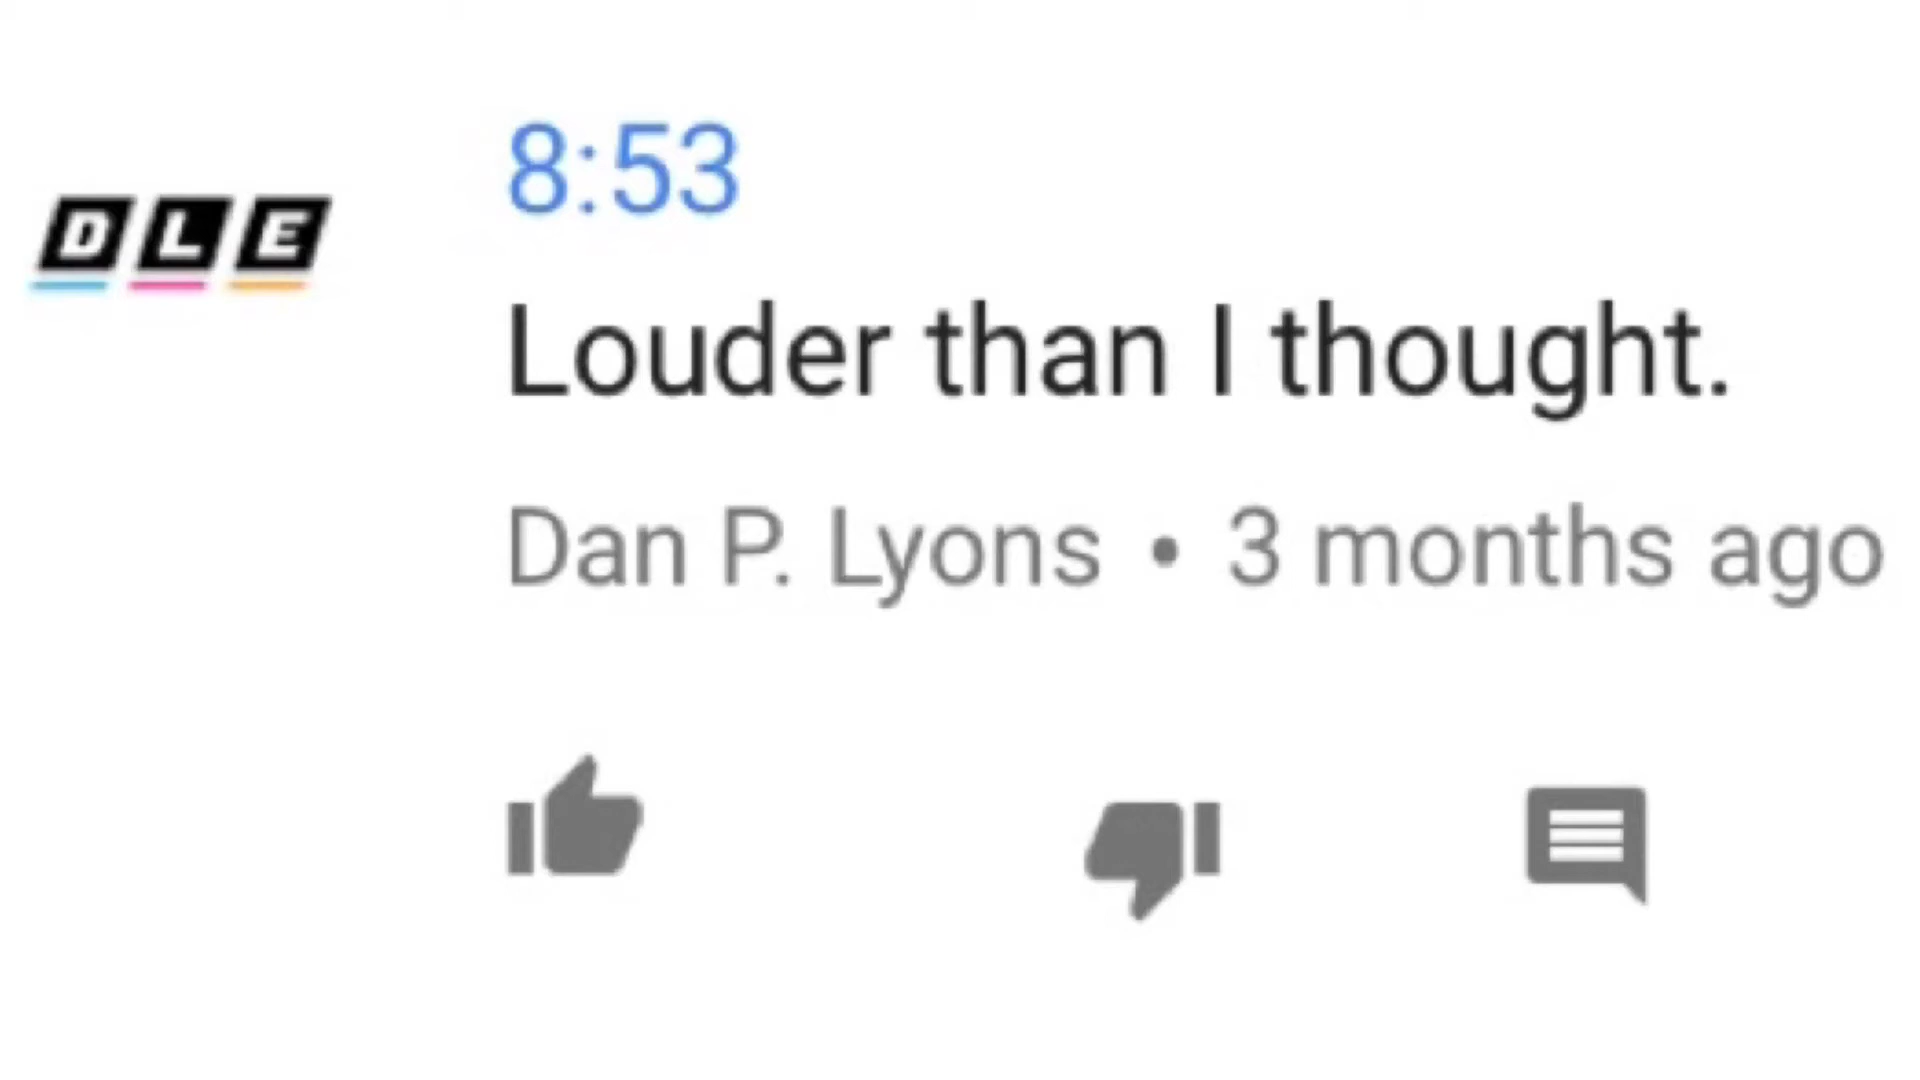 DLE
8:53
Louder than I thought.
Dan P. Lyons • 3 months ago